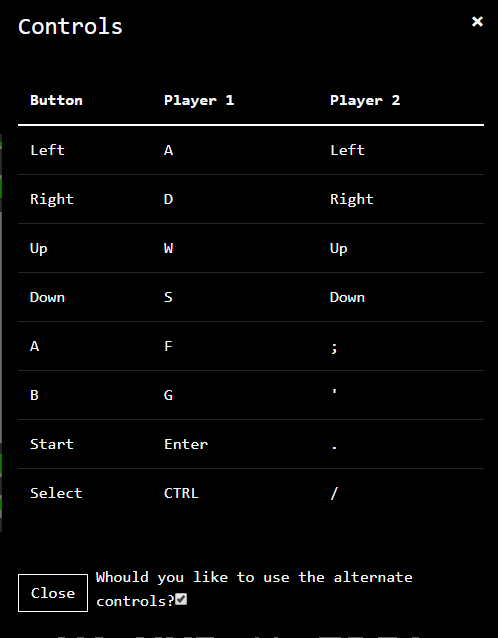 Controls ×
Button Player 1 Player 2
Left A Left
Right D Right
Up W Up
Down S Down
A F ;
B G '
Start Enter .
Select CTRL /
Whould you like to use the alternate
Close controls?